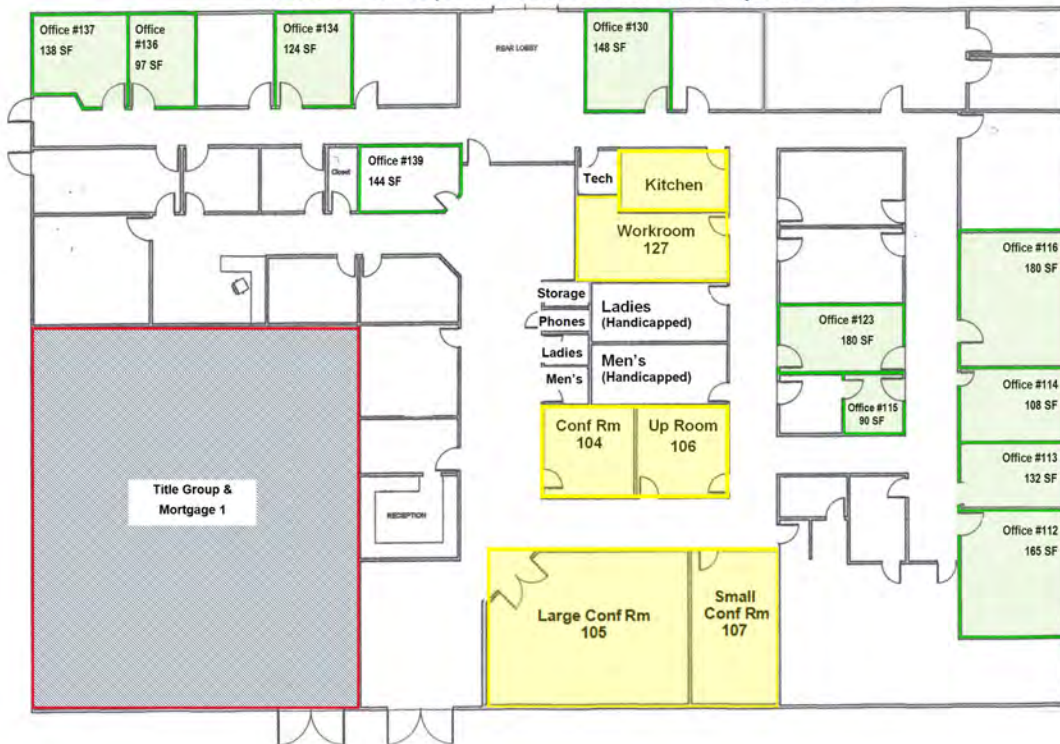 Office #137
138 SF
Office
#136
97 SF
Office #134
124 SF
REAR LOBBY
Office #130
148 SF
Closet
Office #139
144 SF
Tech
Kitchen
Workroom
127
Office #116
180 SF
Storage
Ladies
(Handicapped)
Phones
Office #123
180 SF
Ladies
Men's
(Handicapped)
Men's
Office #114
108 SF
Office #115
90 SF
Conf Rm
104
Up Room
106
Office #113
132 SF
Title Group &
Mortgage 1
RECEPTION
Office #112
165 SF
Large Conf Rm
105
Small
Conf Rm
107